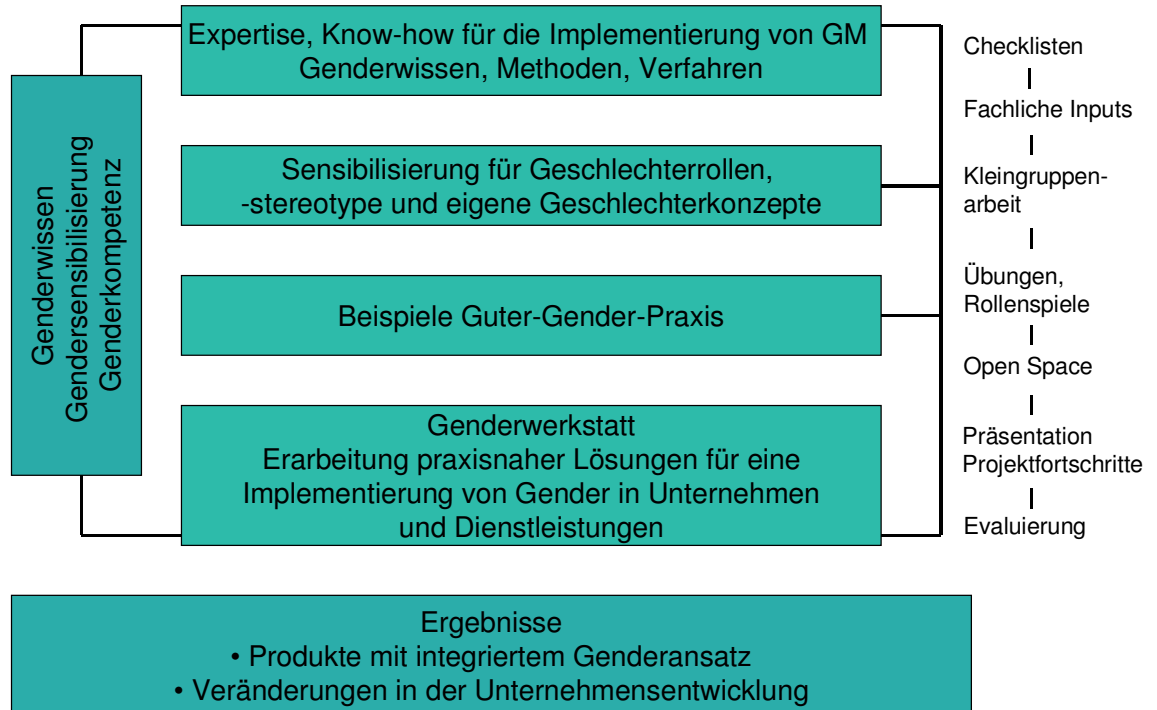 Genderwissen
Gendersensibilisierung
Genderkompetenz
Expertise, Know-how für die Implementierung von GM
Genderwissen, Methoden, Verfahren
Sensibilisierung für Geschlechterrollen,
-stereotype und eigene Geschlechterkonzepte
Beispiele Guter-Gender-Praxis
Genderwerkstatt
Erarbeitung praxisnaher Lösungen für eine
Implementierung von Gender in Unternehmen
und Dienstleistungen
Checklisten
Fachliche Inputs
Kleingruppen-
arbeit
Übungen,
Rollenspiele
Open Space
Präsentation
Projektfortschritte
Evaluierung
Ergebnisse
• Produkte mit integriertem Genderansatz
• Veränderungen in der Unternehmensentwicklung